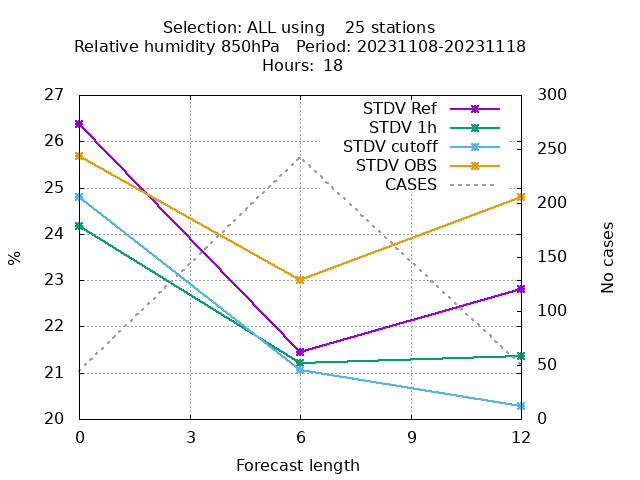 Selection: ALL using    25 stations
Relative humidity 850hPa   Period: 20231108-20231118
Hours: 18
STDV Ref
STDV 1h
STDV cutoff
STDV OBS
CASES
27
26
25
24
23
22
21
20
%
300
250
200
150
100
50
0
No cases
0 3 6 9 12
Forecast length